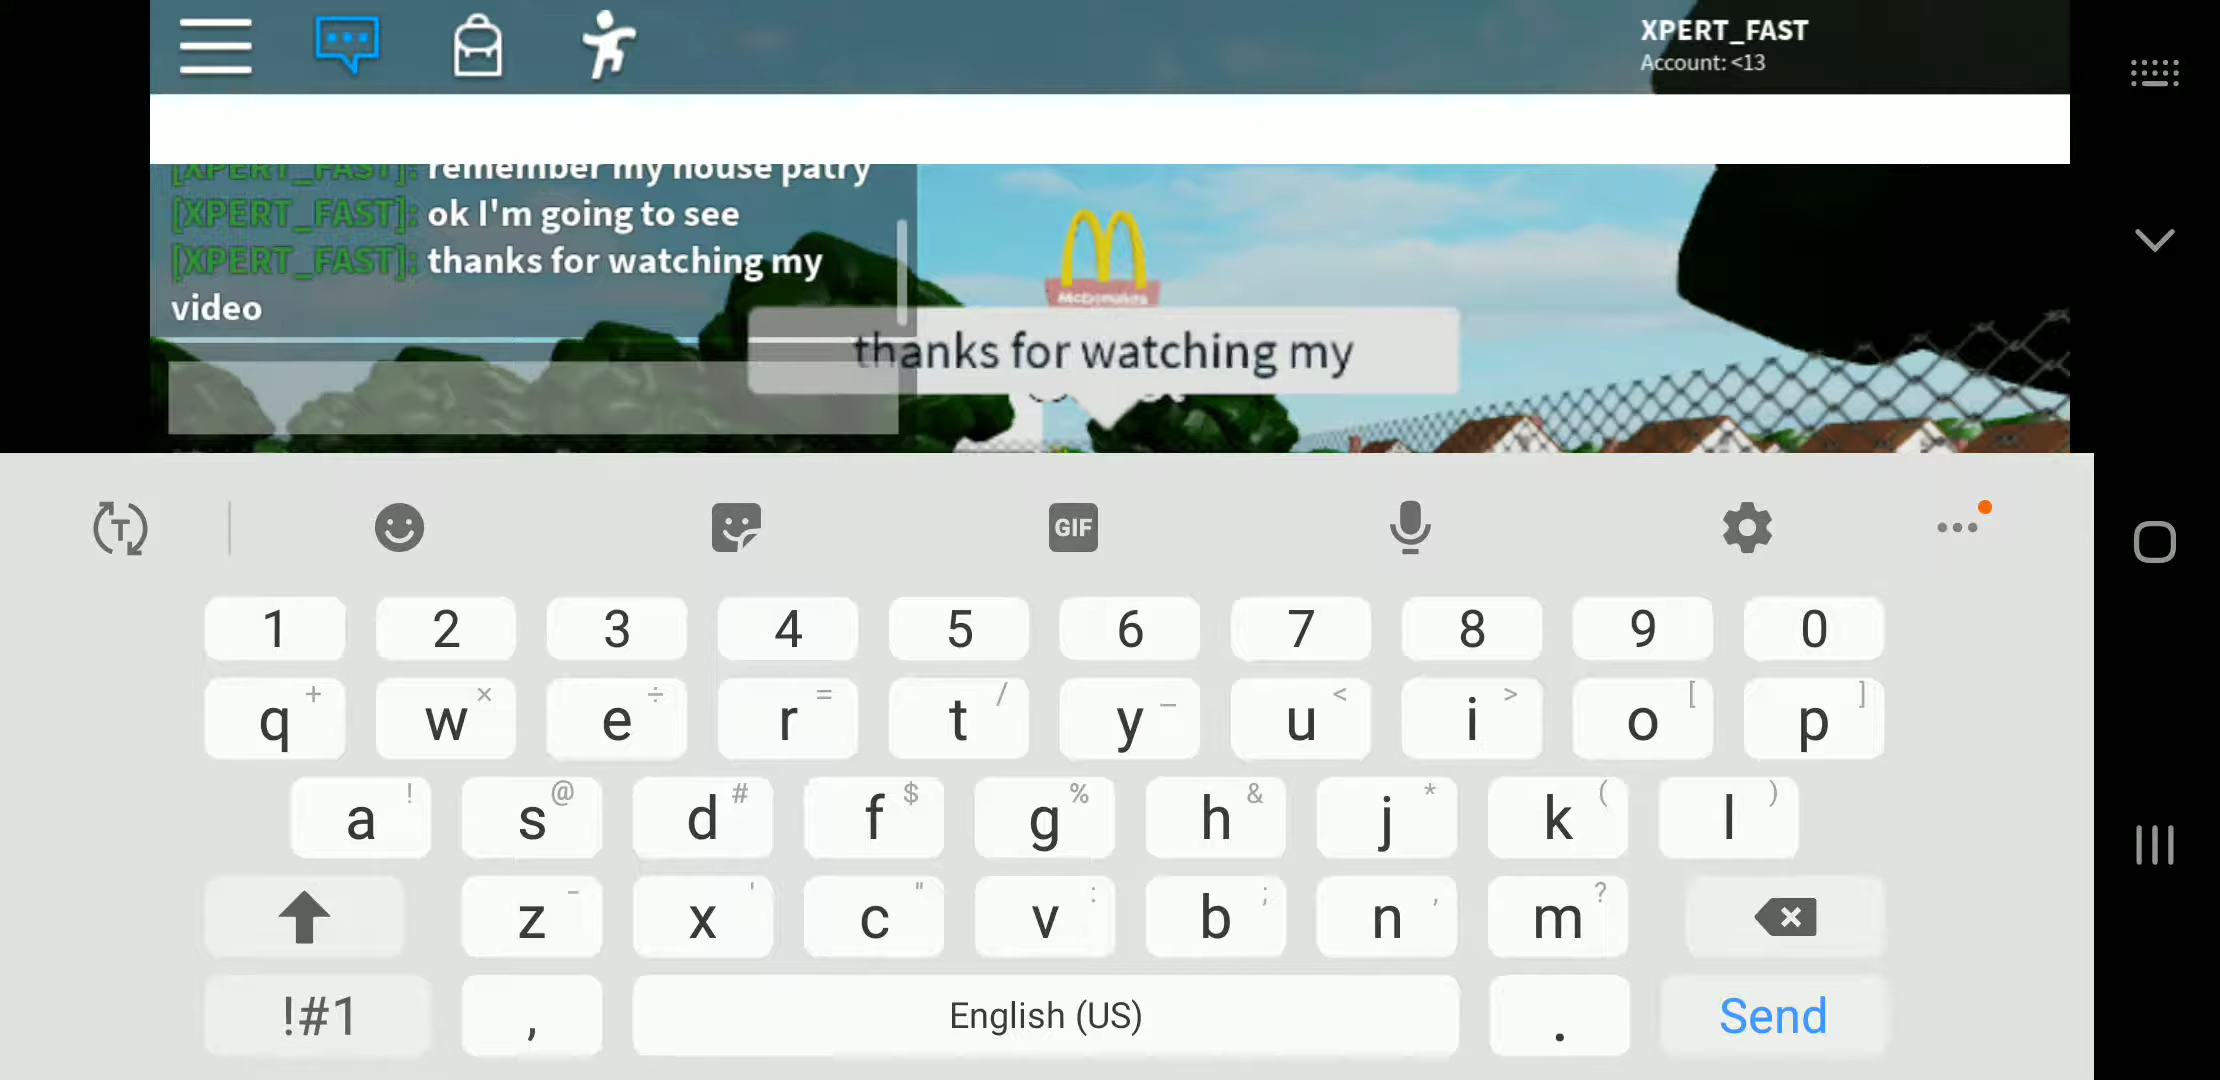 XPERT_FAST
Account: <13
[XPERT_FAST]: remember my house patry
[XPERT_FAST]: ok I'm going to see
[XPERT_FAST]: thanks for watching my
video
McDonalds
thanks for watching my
T
GIF
1 2 3 4 5 6 7 8 9 0
q + w × e ÷ r = t / y _ u < i > o [ p ]
a ! s @ d # f $ g % h & j * k ( l )
z - x ' c " v : b ; n , m ?
!#1 , English (US) . Send